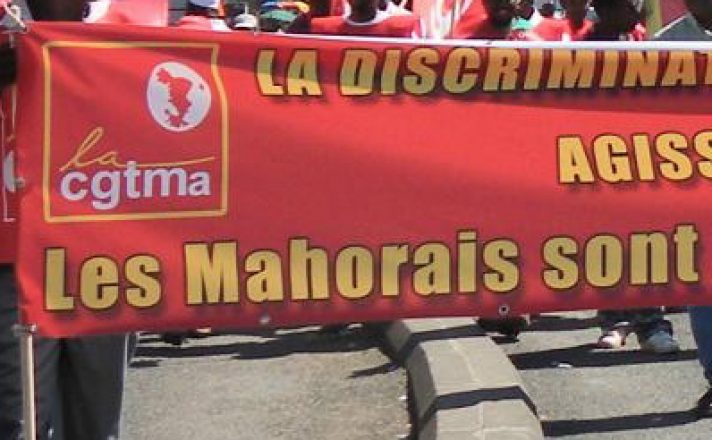 la
cgtma
LA DISCRIMINAT
AGISS
Les Mahorais sont